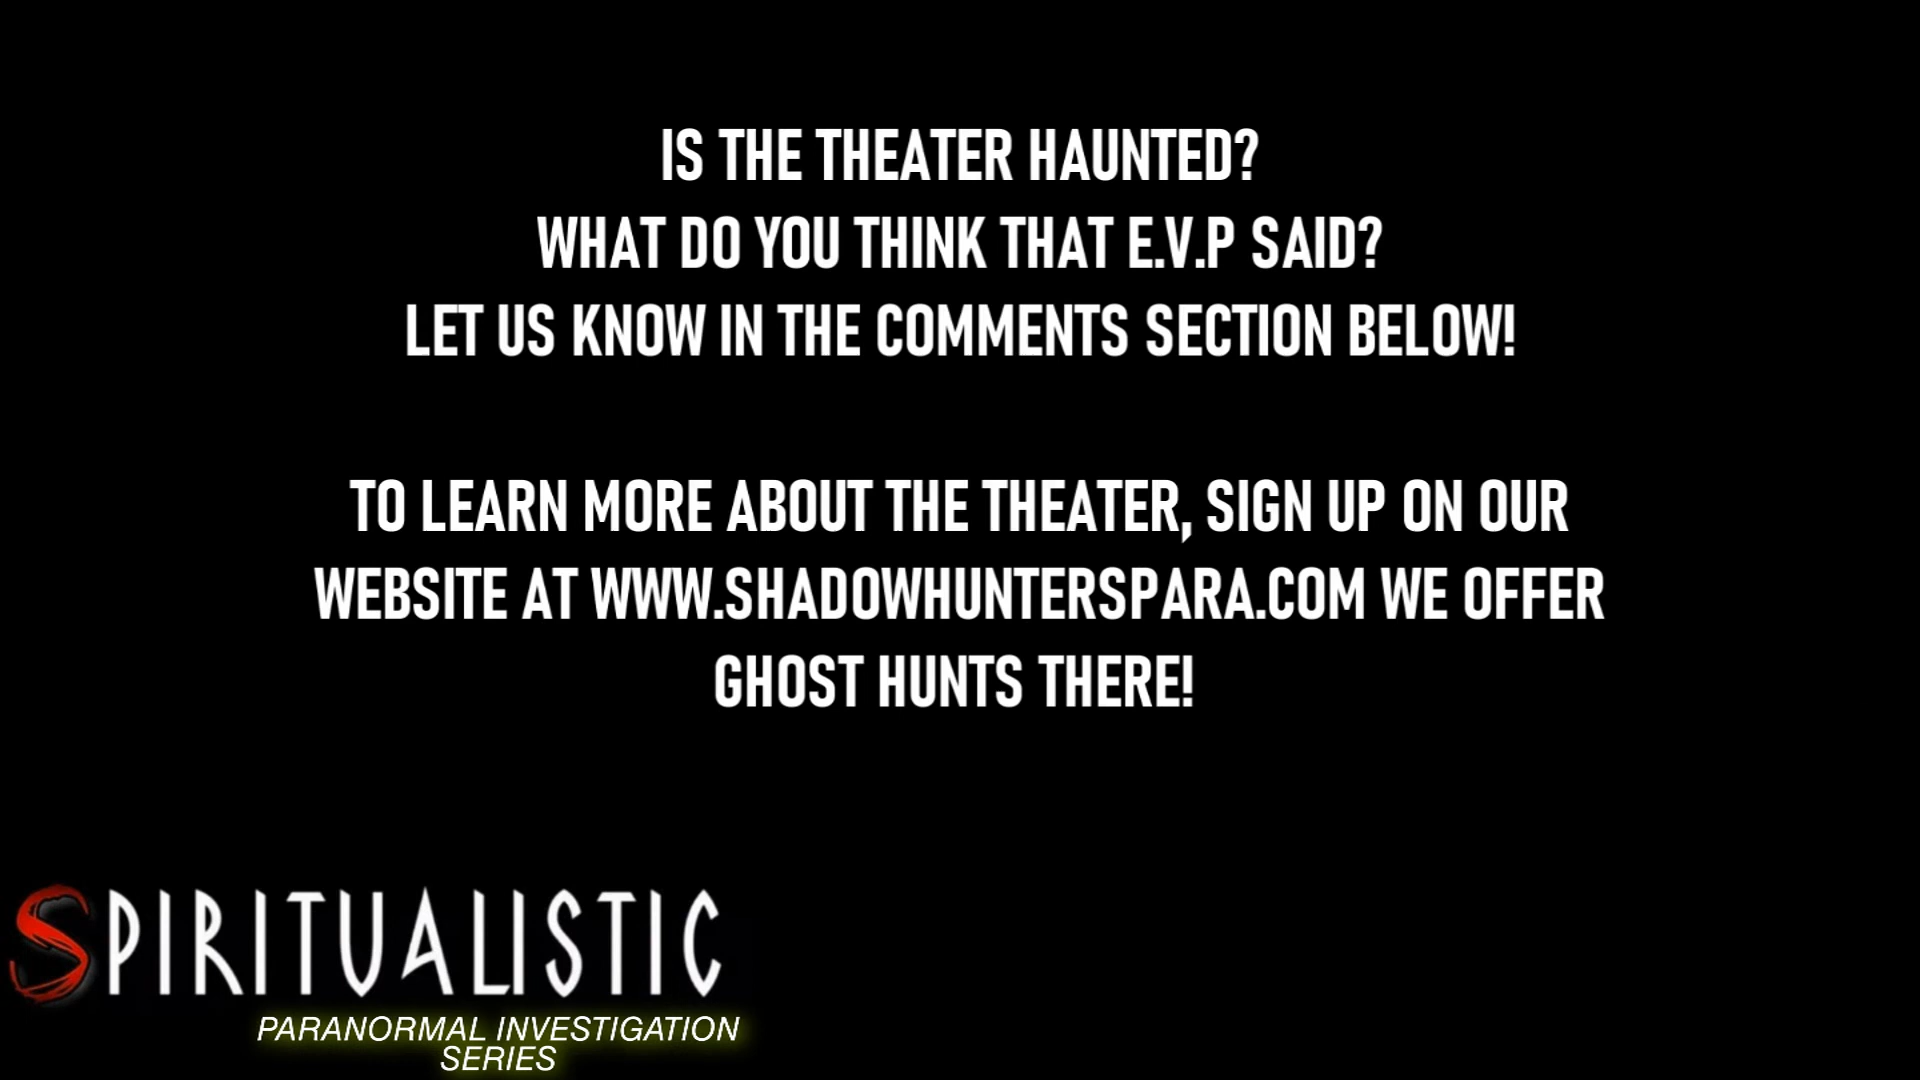 IS THE THEATER HAUNTED?
WHAT DO YOU THINK THAT E.V.P SAID?
LET US KNOW IN THE COMMENTS SECTION BELOW!
TO LEARN MORE ABOUT THE THEATER, SIGN UP ON OUR
WEBSITE AT WWW.SHADOWHUNTERSPARA.COM WE OFFER
GHOST HUNTS THERE!
SPIRITUALISTIC
PARANORMAL INVESTIGATION
SERIES